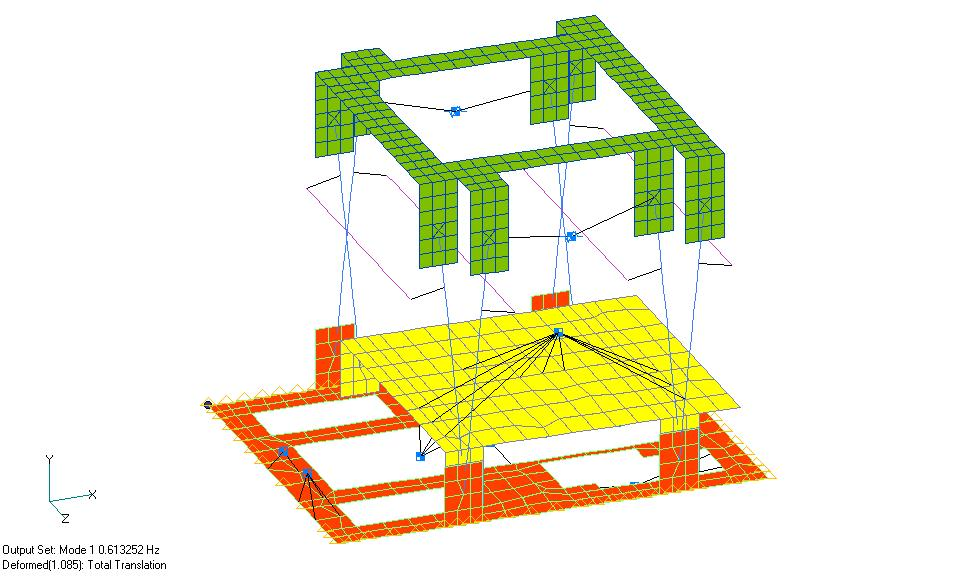 Y
X
Z
Output Set: Mode 1 0.613252 Hz
Deformed(1.085): Total Translation